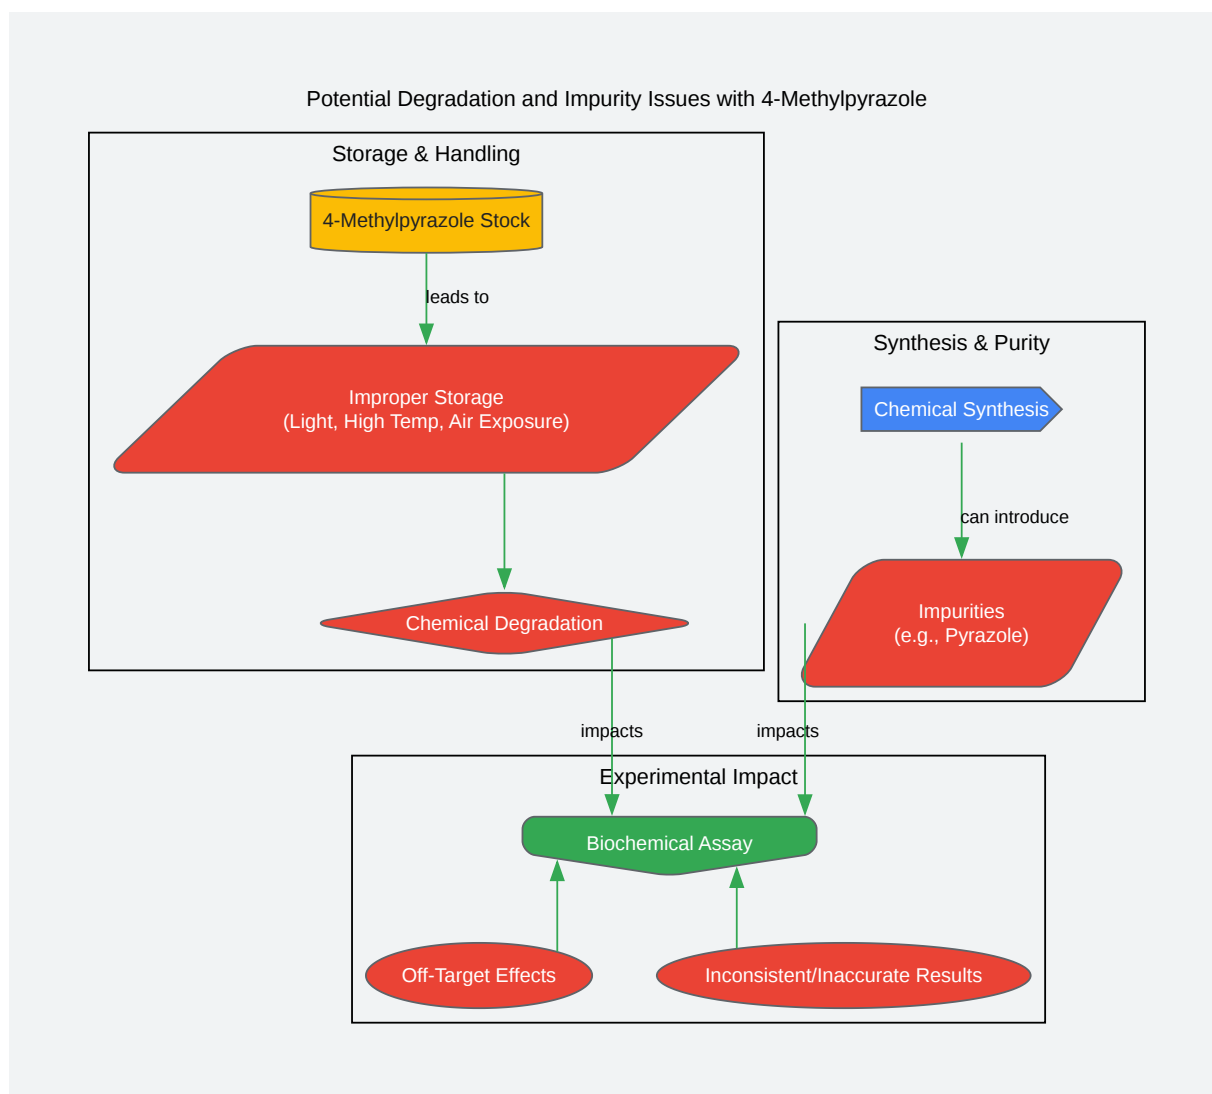 Potential Degradation and Impurity Issues with 4-Methylpyrazole
Storage & Handling
4-Methylpyrazole Stock
leads to
Improper Storage
(Light, High Temp, Air Exposure)
Chemical Degradation
Synthesis & Purity
Chemical Synthesis
can introduce
Impurities
(e.g., Pyrazole)
impacts
impacts
Experimental Impact
Biochemical Assay
Off-Target Effects
Inconsistent/Inaccurate Results